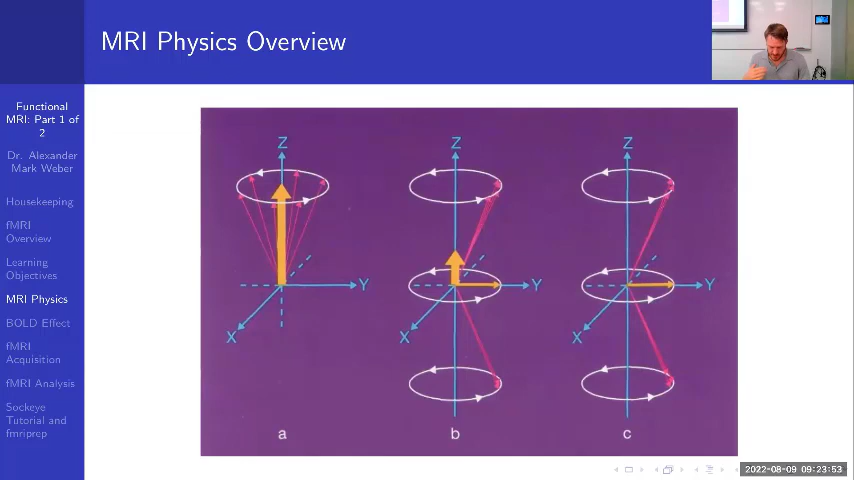 MRI Physics Overview
Functional
MRI: Part 1 of
2
Dr. Alexander
Mark Weber
Housekeeping
fMRI
Overview
Learning
Objectives
MRI Physics
BOLD Effect
fMRI
Acquisition
fMRI Analysis
Sockeye
Tutorial and
fmriprep
Z Z Z
Y Y Y
X X X
a b c
2022-08-09 09:23:53